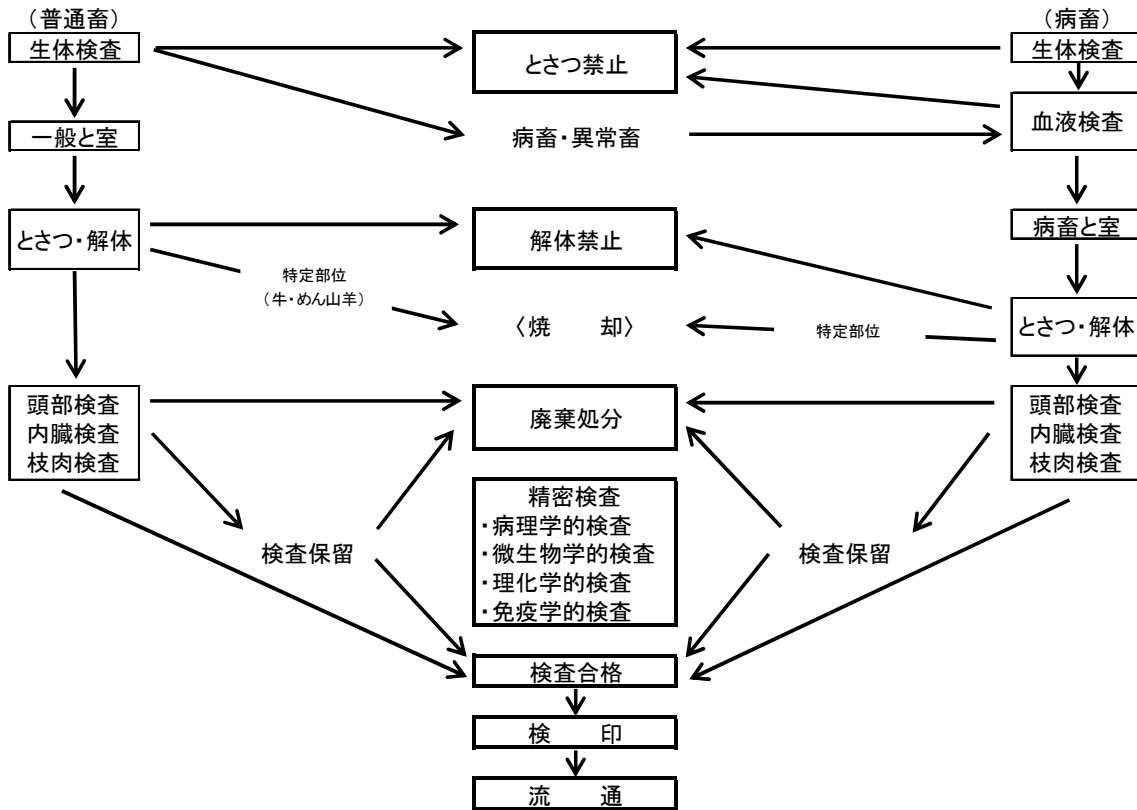 （普通畜）
（病畜）
生体検査
とさつ禁止
生体検査
一般と室
病畜・異常畜
血液検査
とさつ・解体
解体禁止
病畜と室
特定部位
（牛・めん山羊）
〈焼　　却〉
特定部位
とさつ・解体
頭部検査
内臓検査
枝肉検査
廃棄処分
頭部検査
内臓検査
枝肉検査
精密検査
・病理学的検査
・微生物学的検査
・理化学的検査
・免疫学的検査
検査保留
検査保留
検査合格
検　　印
流　　通